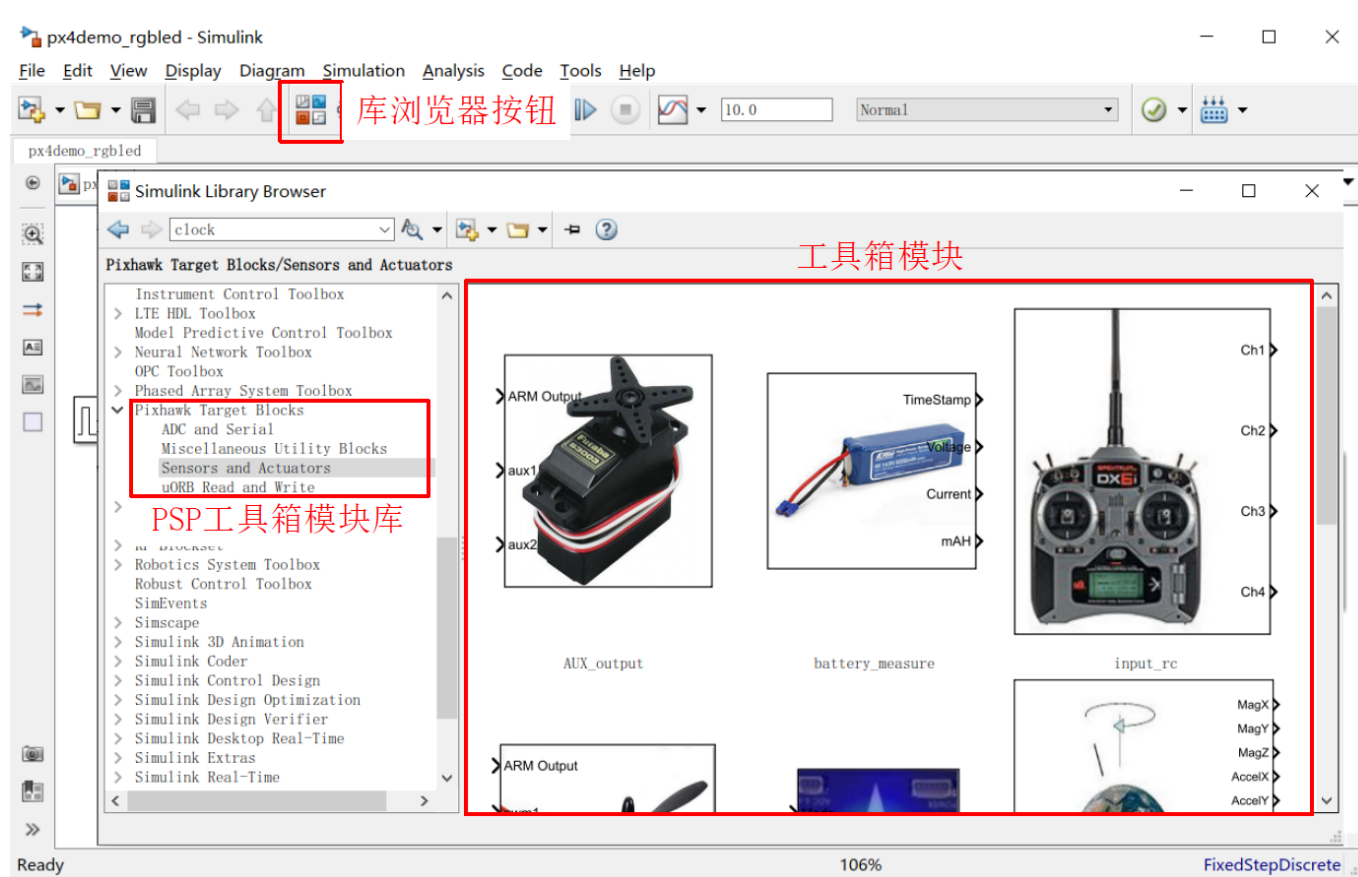 px4demo_rgbled - Simulink
File Edit View Display Diagram Simulation Analysis Code Tools Help
库浏览器按钮
10.0
Normal
px4demo_rgbled
Simulink Library Browser
clock
工具箱模块
Pixhawk Target Blocks/Sensors and Actuators
Instrument Control Toolbox
LTE HDL Toolbox
Model Predictive Control Toolbox
Neural Network Toolbox
OPC Toolbox
Phased Array System Toolbox
Pixhawk Target Blocks
ADC and Serial
Miscellaneous Utility Blocks
Sensors and Actuators
uORB Read and Write
PSP工具箱模块库
RF Blockset
Robotics System Toolbox
Robust Control Toolbox
SimEvents
Simscape
Simulink 3D Animation
Simulink Coder
Simulink Control Design
Simulink Design Optimization
Simulink Design Verifier
Simulink Desktop Real-Time
Simulink Extras
Simulink Real-Time
ARM Output
aux1
aux2
Futaba
S3003
AUX_output
TimeStamp
Voltage
Current
mAH
battery_measure
Ch1
Ch2
Ch3
Ch4
SPEKTRUM
DX6i
input_rc
ARM Output
pwm1
MagX
MagY
MagZ
AccelX
AccelY
Ready
106%
FixedStepDiscrete